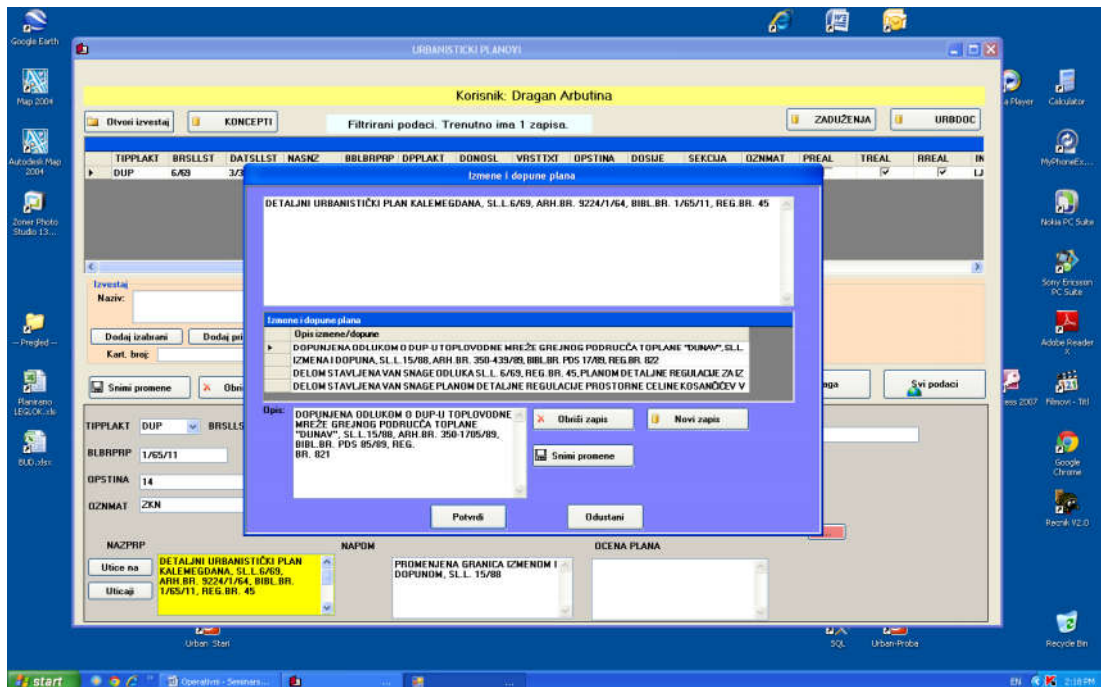 Google Earth
URBANISTICKI PLANOVI
Map 2004
Korisnik: Dragan Arbutina
Calculator
Otvori izvestaj
KONCEPTI
Filtrirani podaci. Trenutno ima 1 zapisa.
ZADUŽENJA
URBDOC
Autodesk Map 2004
TIPPLAKT BRSLLST DATSLLST NASNZ BBLBRPRP DPPLAKT DONOSL VRSTTXT OPSTINA DOSIJE SEKCIJA OZNMAT PREAL TREAL RREAL IN
DUP 6/69
Izmene i dopune plana
DETALJNI URBANISTIČKI PLAN KALEMEGDANA, SL.L.6/69, ARH.BR. 9224/1/64, BIBL.BR. 1/65/11, REG.BR. 45
Zoner Photo Studio 13...
Nokia PC Suite
Izvestaj
Naziv:
Sony Ericsson PC Suite
Izmene i dopune plana
Opis izmene/dopune
DOPUNJENA ODLUKOM O DUP-U TOPLOVODNE MREŽE GREJNOG PODRUČČA TOPLANE "DUNAV", SL.L.
IZMENA I DOPUNA, SL.L. 15/88, ARH.BR. 350-439/89, BIBL.BR. PDS 17/89, REG.BR. 822
DELOM STAVLJENA VAN SNAGE ODLUKA SL.L. 6/69, REG.BR. 45, PLANOM DETALJNE REGULACIJE ZA IZ
DELOM STAVLJENA VAN SNAGE PLANOM DETALJNE REGULACIJE PROSTORNE CELINE KOSANČIĆEV V
-- Pregled --
Dodaj izabrani
Dodaj pri
Kart. broj:
Adobe Reader X
Snimi promene
Obri
aga
Svi podaci
Opis:
DOPUNJENA ODLUKOM O DUP-U TOPLOVODNE
MREŽE GREJNOG PODRUČČA TOPLANE
"DUNAV", SL.L.15/88, ARH.BR. 350-1705/89,
BIBL.BR. PDS 85/89, REG.
BR. 821
Obriši zapis
Novi zapis
Snimi promene
TIPPLAKT DUP BRSLLS
BLBRPRP 1/65/11
OPSTINA 14
OZNMAT ZKN
Google Chrome
Potvrdi
Odustani
Recnik V2.0
NAZPRP
NAPOM
OCENA PLANA
Utice na
Uticaji
DETALJNI URBANISTIČKI PLAN
KALEMEGDANA, SL.L.6/69,
ARH.BR. 9224/1/64, BIBL.BR.
1/65/11, REG.BR. 45
PROMENJENA GRANICA IZMENOM I
DOPUNOM, SL.L. 15/88
Urban Stari
SQL
Urban-Proba
Recycle Bin
start
EN
2:18 PM